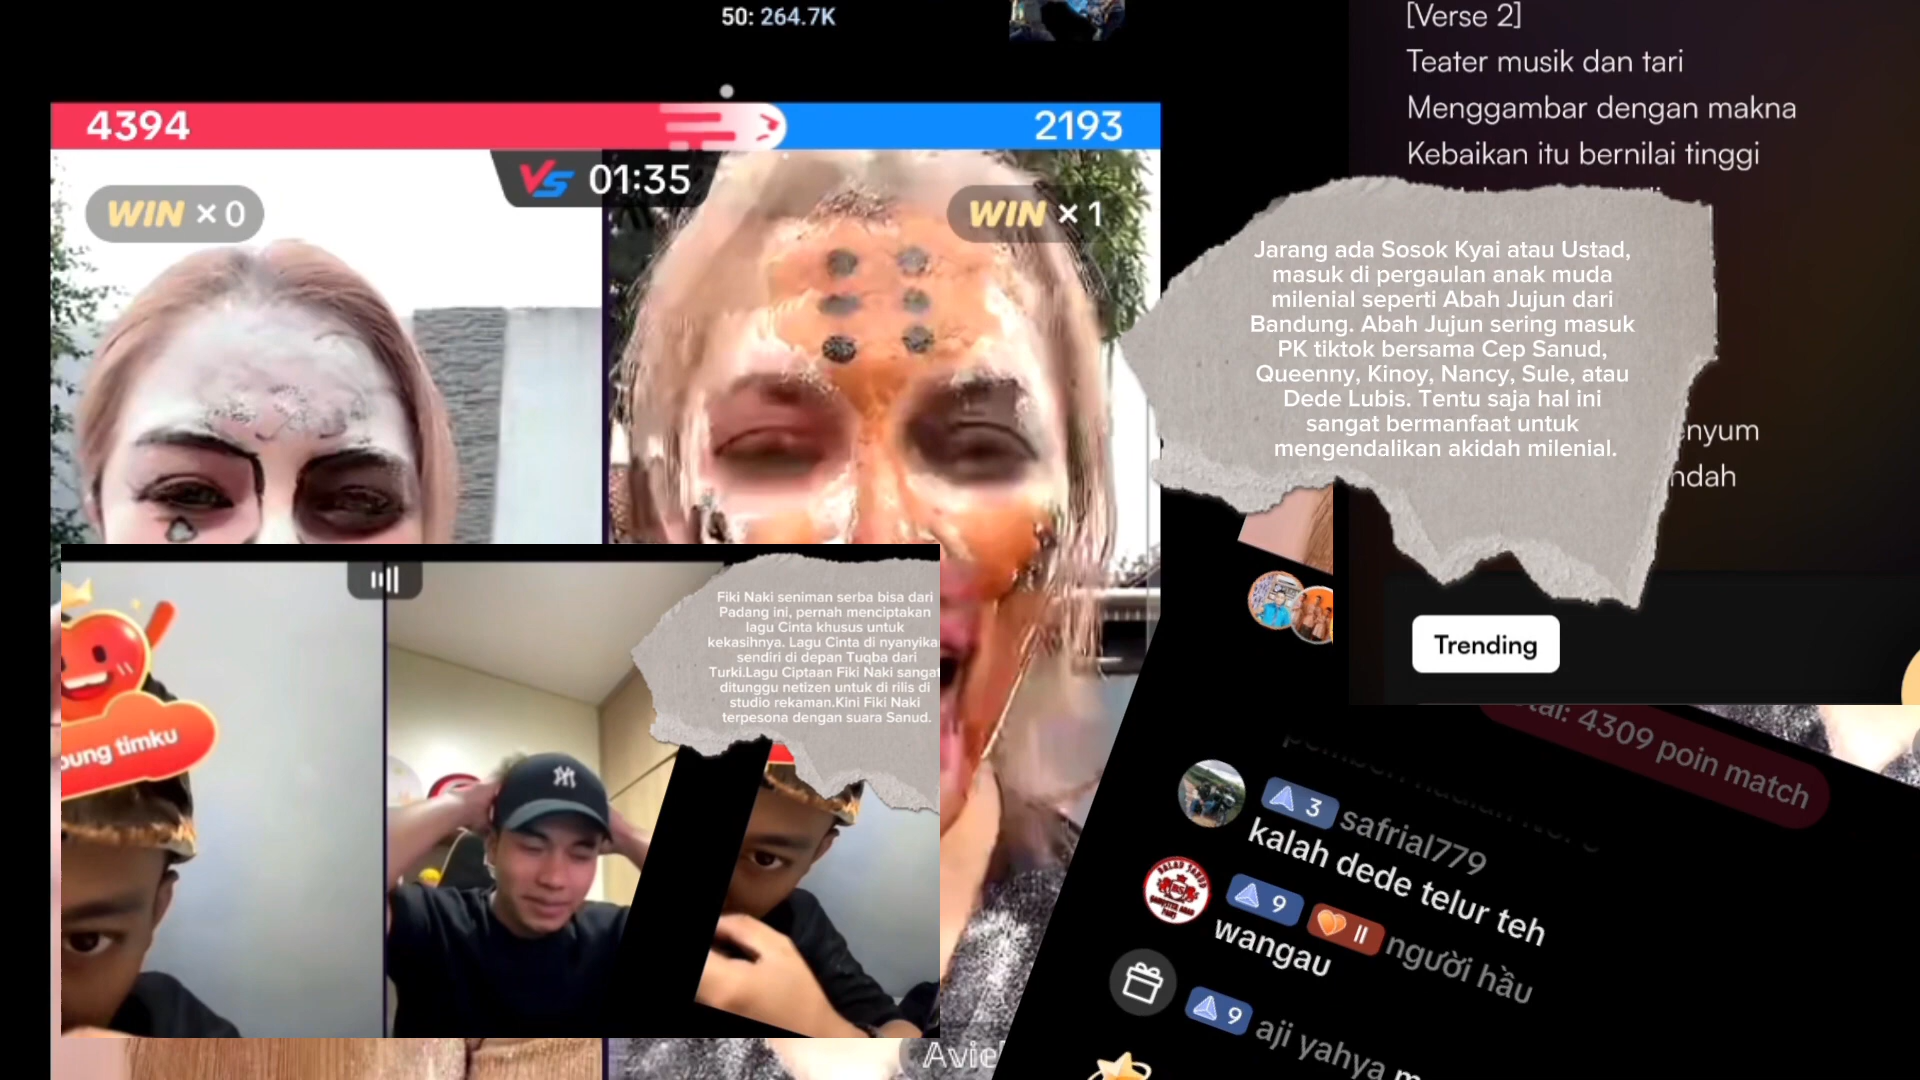 50: 264.7K
4394
2193
VS 01:35
WIN × 0
WIN × 1
[Verse 2]
Teater musik dan tari
Menggambar dengan makna
Kebaikan itu bernilai tinggi
Jarang ada Sosok Kyai atau Ustad,
masuk di pergaulan anak muda
milenial seperti Abah Jujun dari
Bandung. Abah Jujun sering masuk
PK tiktok bersama Cep Sanud,
Queenny, Kinoy, Nancy, Sule, atau
Dede Lubis. Tentu saja hal ini
sangat bermanfaat untuk
mengendalikan akidah milenial.
nyum
ndah
Trending
Fiki Naki seniman serba bisa dari
Padang ini, pernah menciptakan
lagu Cinta khusus untuk
kekasihnya. Lagu Cinta di nyanyika
sendiri di depan Tuqba dari
Turki.Lagu Ciptaan Fiki Naki sangat
ditunggu netizen untuk di rilis di
studio rekaman.Kini Fiki Naki
terpesona dengan suara Sanud.
ung timku
tal: 4309 poin match
3 safrial779
kalah dede telur teh
9 II người hầu
wangau
9 aji yahya
Avie